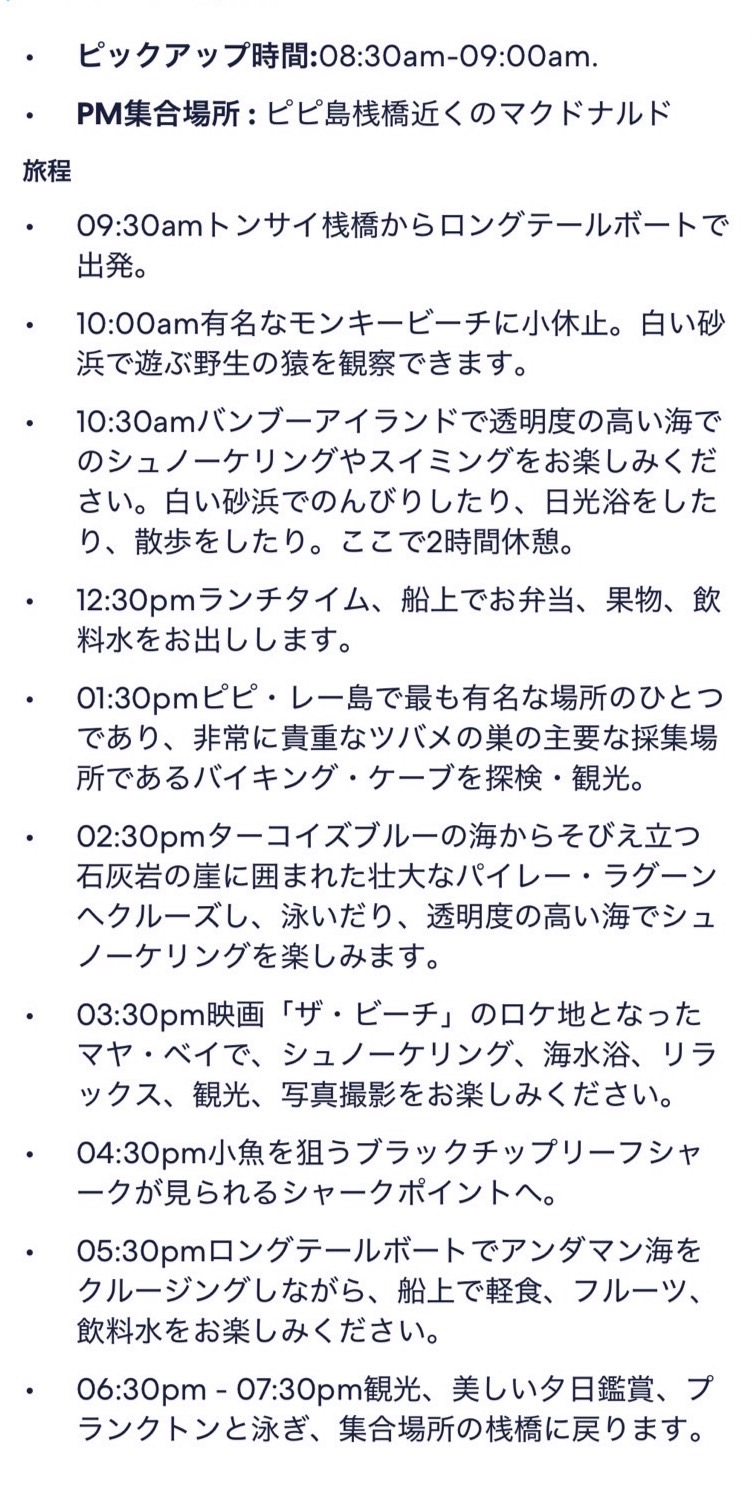 • ピックアップ時間:08:30am-09:00am.
• PM集合場所 : ピピ島桟橋近くのマクドナルド
旅程
• 09:30amトンサイ桟橋からロングテールボートで
出発。
• 10:00am有名なモンキービーチに小休止。白い砂
浜で遊ぶ野生の猿を観察できます。
• 10:30amバンブーアイランドで透明度の高い海で
のシュノーケリングやスイミングをお楽しみくだ
さい。白い砂浜でのんびりしたり、日光浴をした
り、散歩をしたり。ここで2時間休憩。
• 12:30pmランチタイム、船上でお弁当、果物、飲
料水をお出しします。
• 01:30pmピピ・レー島で最も有名な場所のひとつ
であり、非常に貴重なツバメの巣の主要な採集場
所であるバイキング・ケーブを探検・観光。
• 02:30pmターコイズブルーの海からそびえ立つ
石灰岩の崖に囲まれた壮大なパイレー・ラグーン
へクルーズし、泳いだり、透明度の高い海でシュ
ノーケリングを楽しみます。
• 03:30pm映画「ザ・ビーチ」のロケ地となった
マヤ・ベイで、シュノーケリング、海水浴、リラ
ックス、観光、写真撮影をお楽しみください。
• 04:30pm小魚を狙うブラックチップリーフシャ
ークが見られるシャークポイントへ。
• 05:30pmロングテールボートでアンダマン海を
クルージングしながら、船上で軽食、フルーツ、
飲料水をお楽しみください。
• 06:30pm - 07:30pm観光、美しい夕日鑑賞、プ
ランクトンと泳ぎ、集合場所の桟橋に戻ります。